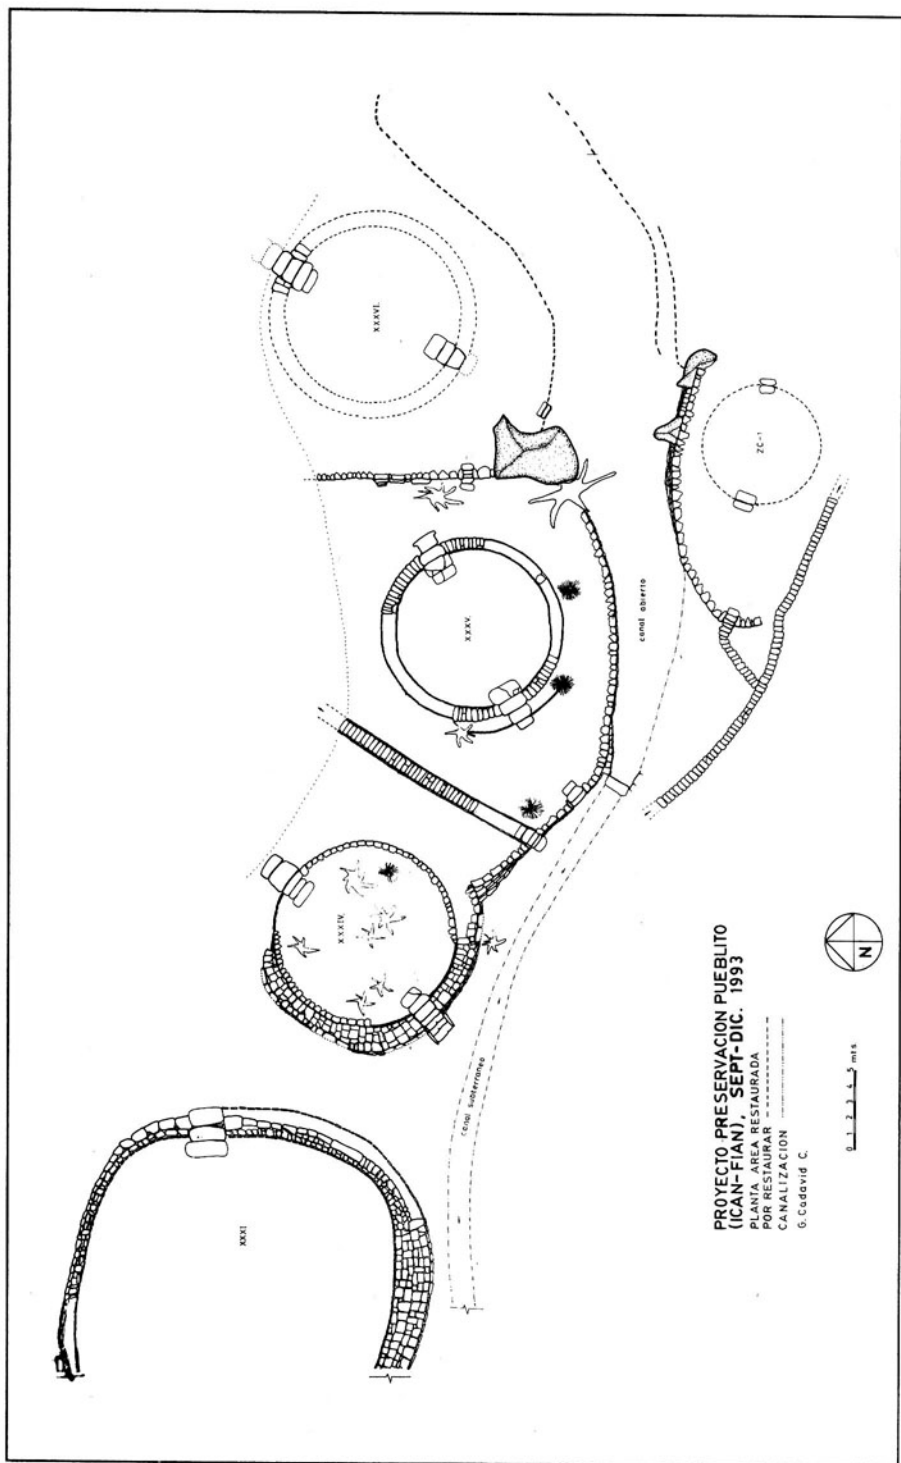 XXXVI.
XXXV.
XXXIV.
XXXI
ZC-1
canal abierto
canal subterraneo
N
PROYECTO PRESERVACION PUEBLITO
(ICAN-FIAN), SEPT-DIC. 1993
PLANTA AREA RESTAURADA
POR RESTAURAR
CANALIZACION
G. Cadavid C.
0 1 2 3 4 5 mts